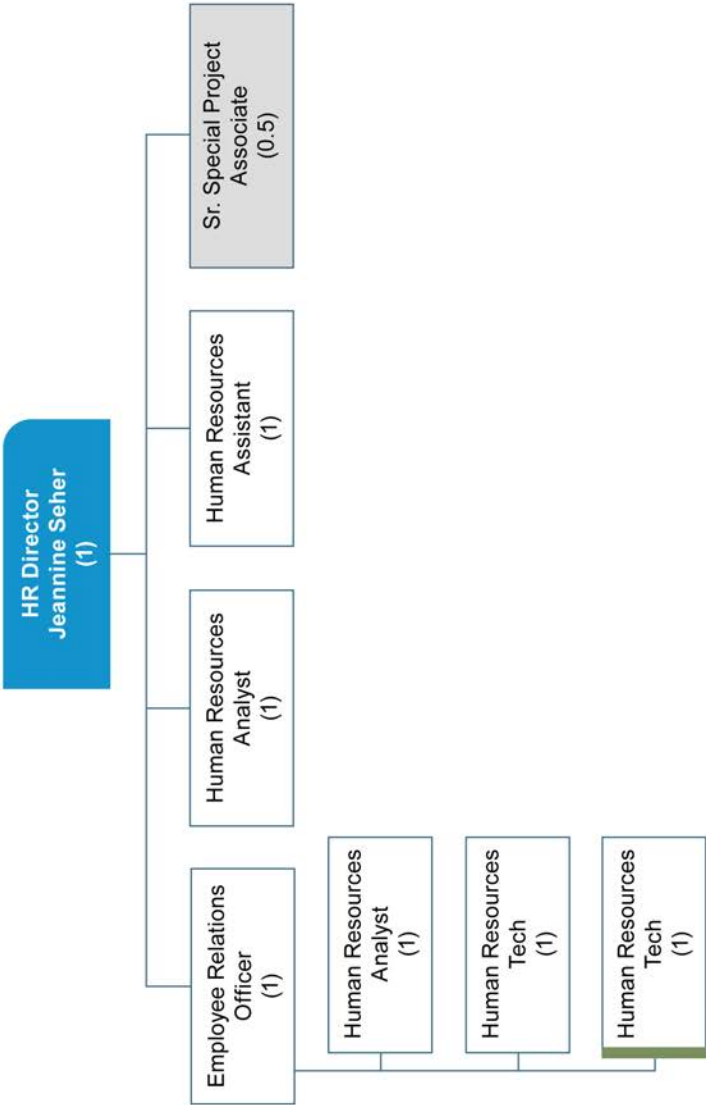 HR Director
Jeannine Seher
(1)
Employee Relations
Officer
(1)
Human Resources
Analyst
(1)
Human Resources
Assistant
(1)
Sr. Special Project
Associate
(0.5)
Human Resources
Analyst
(1)
Human Resources
Tech
(1)
Human Resources
Tech
(1)